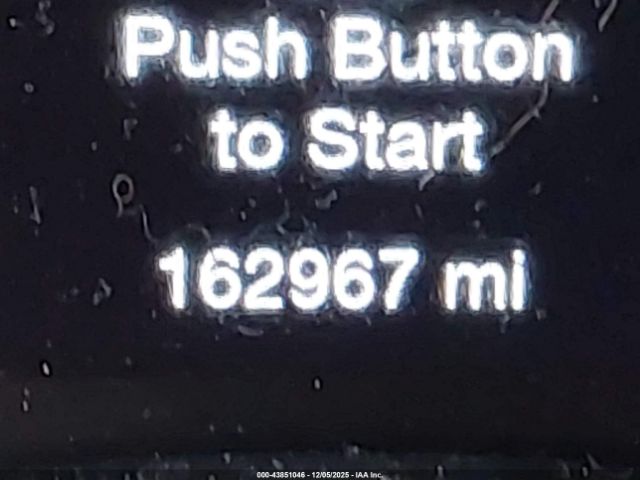 Push Button
to Start
162967 mi
000-43851046 - 12/05/2025 - IAA Inc.